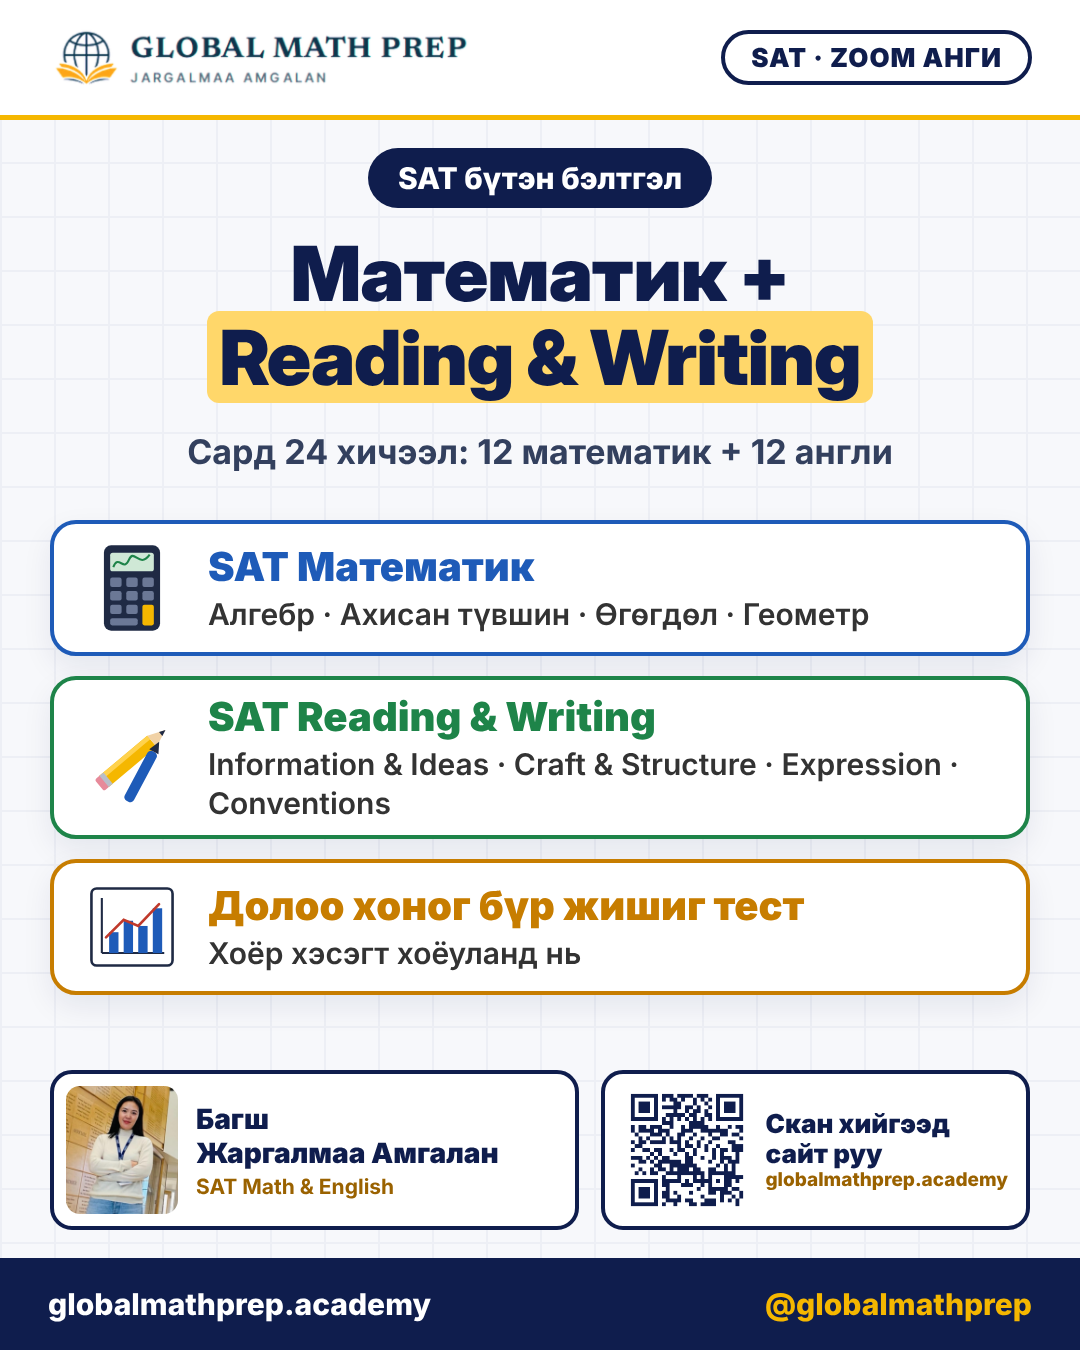 GLOBAL MATH PREP
JARGALMAA AMGALAN
SAT · ZOOM АНГИ
SAT бүтэн бэлтгэл
Математик +
Reading & Writing
Сард 24 хичээл: 12 математик + 12 англи
SAT Математик
Алгебр · Ахисан түвшин · Өгөгдөл · Геометр
SAT Reading & Writing
Information & Ideas · Craft & Structure · Expression ·
Conventions
Долоо хоног бүр жишиг тест
Хоёр хэсэгт хоёуланд нь
Багш
Жаргалмаа Амгалан
SAT Math & English
Скан хийгээд
сайт руу
globalmathprep.academy
globalmathprep.academy
@globalmathprep